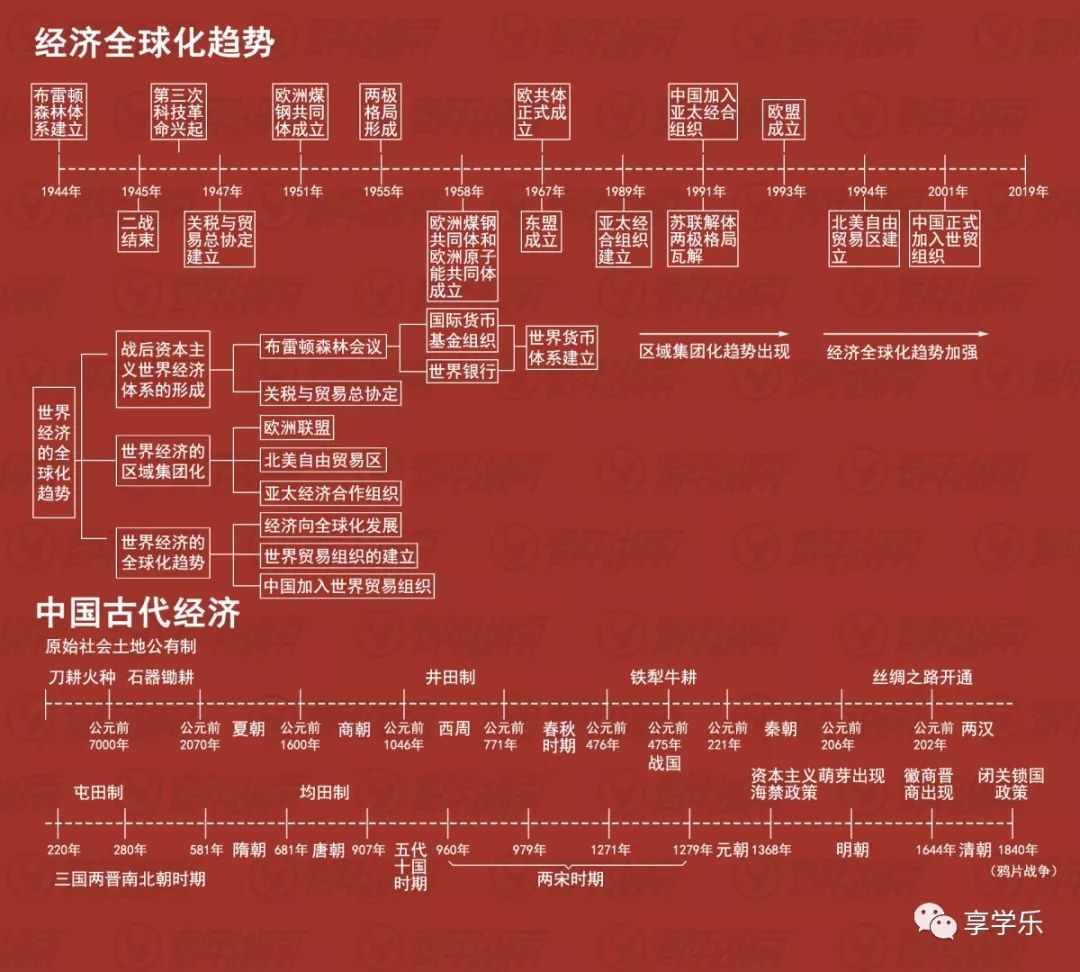 经济全球化趋势
布雷顿
森林体
系建立
第三次
科技革
命兴起
欧洲煤
钢共同
体成立
两极
格局
形成
欧共体
正式成
立
中国加入
亚太经合
组织
欧盟
成立
1944年
1945年
1947年
1951年
1955年
1958年
1967年
1989年
1991年
1993年
1994年
2001年
2019年
二战
结束
关税与贸
易总协定
建立
欧洲煤钢
共同体和
欧洲原子
能共同体
成立
东盟
成立
亚太经
合组织
建立
苏联解体
两极格局
瓦解
北美自由
贸易区建
立
中国正式
加入世贸
组织
区域集团化趋势出现
经济全球化趋势加强
世界
经济
的全
球化
趋势
战后资本主
义世界经济
体系的形成
布雷顿森林会议
国际货币
基金组织
世界银行
世界货币
体系建立
关税与贸易总协定
世界经济的
区域集团化
欧洲联盟
北美自由贸易区
亚太经济合作组织
世界经济的
全球化趋势
经济向全球化发展
世界贸易组织的建立
中国加入世界贸易组织
中国古代经济
原始社会土地公有制
刀耕火种
石器锄耕
井田制
铁犁牛耕
丝绸之路开通
公元前
7000年
公元前
2070年
夏朝
公元前
1600年
商朝
公元前
1046年
西周
公元前
771年
春秋
时期
公元前
476年
公元前
475年
战国
公元前
221年
秦朝
公元前
206年
公元前
202年
两汉
屯田制
均田制
资本主义萌芽出现
海禁政策
徽商晋
商出现
闭关锁国
政策
220年
280年
581年
隋朝
681年
唐朝
907年
五代
十国
时期
960年
979年
1271年
1279年
元朝
1368年
明朝
1644年
清朝
1840年
（鸦片战争）
三国两晋南北朝时期
两宋时期
享学乐